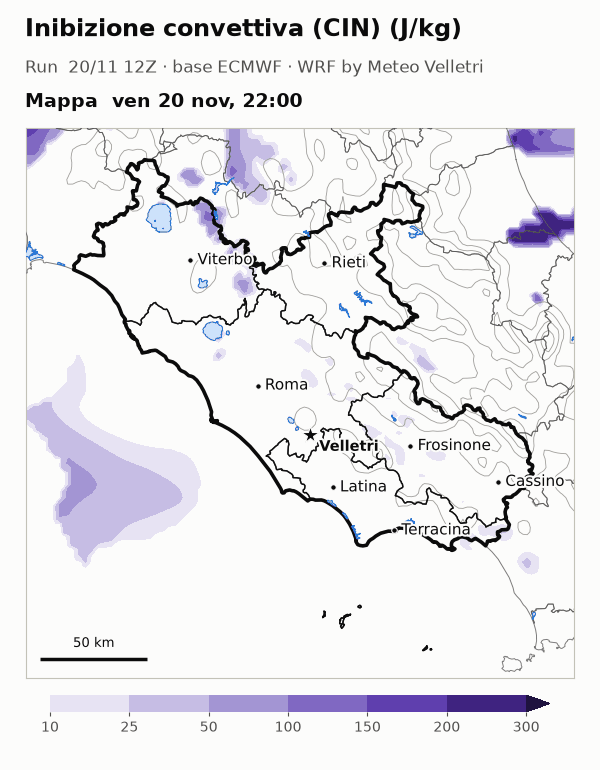 Inibizione convettiva (CIN) (J/kg)
Run  20/11 12Z · base ECMWF · WRF by Meteo Velletri
Mappa  ven 20 nov, 22:00
Viterbo
Rieti
Roma
Velletri
Frosinone
Cassino
Latina
Terracina
50 km
10 25 50 100 150 200 300